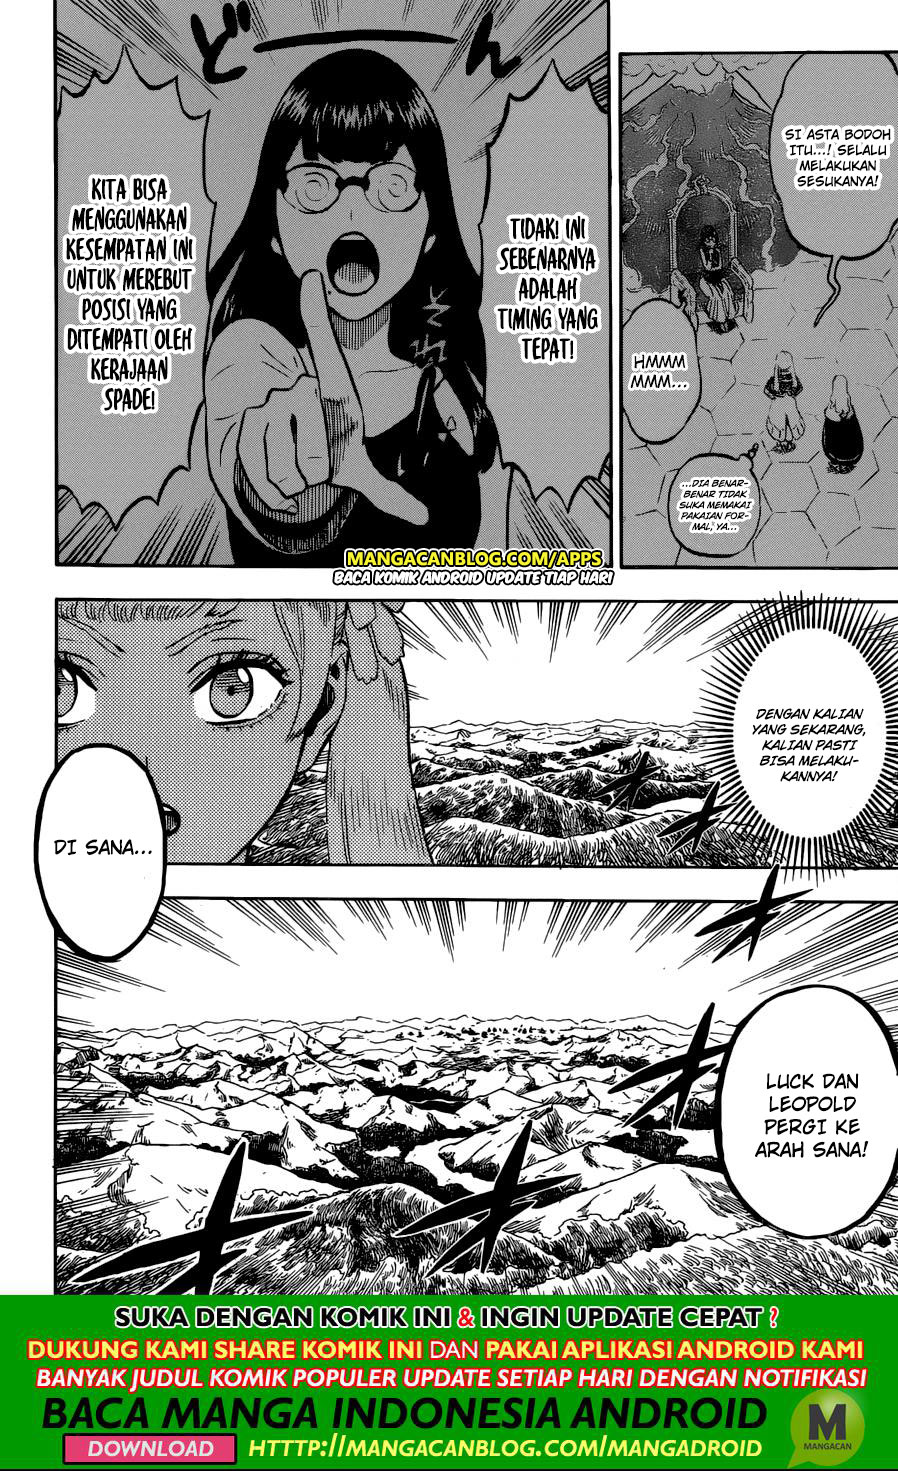 SI ASTA BODOH
ITU...! SELALU
MELAKUKAN
SESUKANYA!
HMMM
MMM...
...DIA BENAR-
BENAR TIDAK
SUKA MEMAKAI
PAKAIAN FOR-
MAL, YA...
どーん
TIDAK! INI
SEBENARNYA
ADALAH
TIMING YANG
TEPAT!
KITA BISA
MENGGUNAKAN
KESEMPATAN INI
UNTUK MEREBUT
POSISI YANG
DITEMPATI OLEH
KERAJAAN
SPADE!
MANGACANBLOG.COM/APPS
BACA KOMIK ANDROID UPDATE TIAP HARI
DENGAN KALIAN
YANG SEKARANG,
KALIAN PASTI
BISA MELAKU-
KANNYA!
DI SANA...
LUCK DAN
LEOPOLD
PERGI KE
ARAH SANA!
SUKA DENGAN KOMIK INI & INGIN UPDATE CEPAT ?
DUKUNG KAMI SHARE KOMIK INI DAN PAKAI APLIKASI ANDROID KAMI
BANYAK JUDUL KOMIK POPULER UPDATE SETIAP HARI DENGAN NOTIFIKASI
BACA MANGA INDONESIA ANDROID
DOWNLOAD HTTTP://MANGACANBLOG.COM/MANGADROID
M
MANGACAN